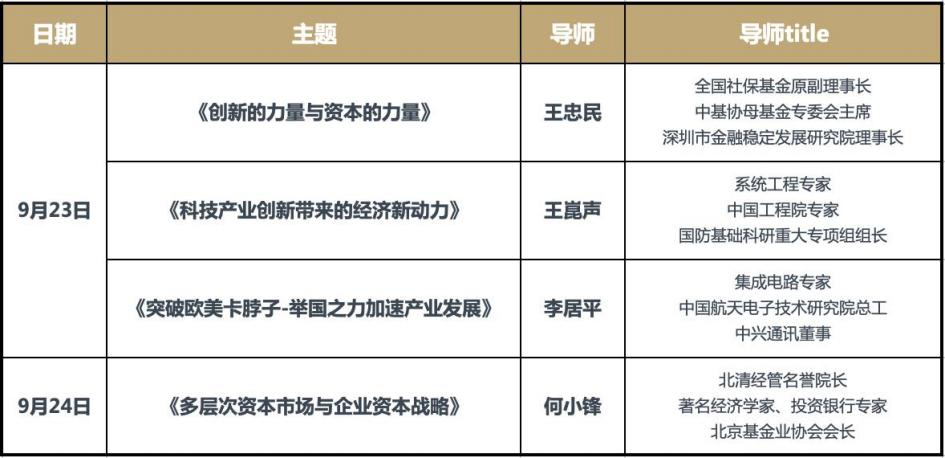 日期
主题
导师
导师title
9月23日
《创新的力量与资本的力量》
王忠民
全国社保基金原副理事长
中基协母基金专委会主席
深圳市金融稳定发展研究院理事长
《科技产业创新带来的经济新动力》
王崑声
系统工程专家
中国工程院专家
国防基础科研重大专项组组长
《突破欧美卡脖子-举国之力加速产业发展》
李居平
集成电路专家
中国航天电子技术研究院总工
中兴通讯董事
9月24日
《多层次资本市场与企业资本战略》
何小锋
北清经管名誉院长
著名经济学家、投资银行专家
北京基金业协会会长